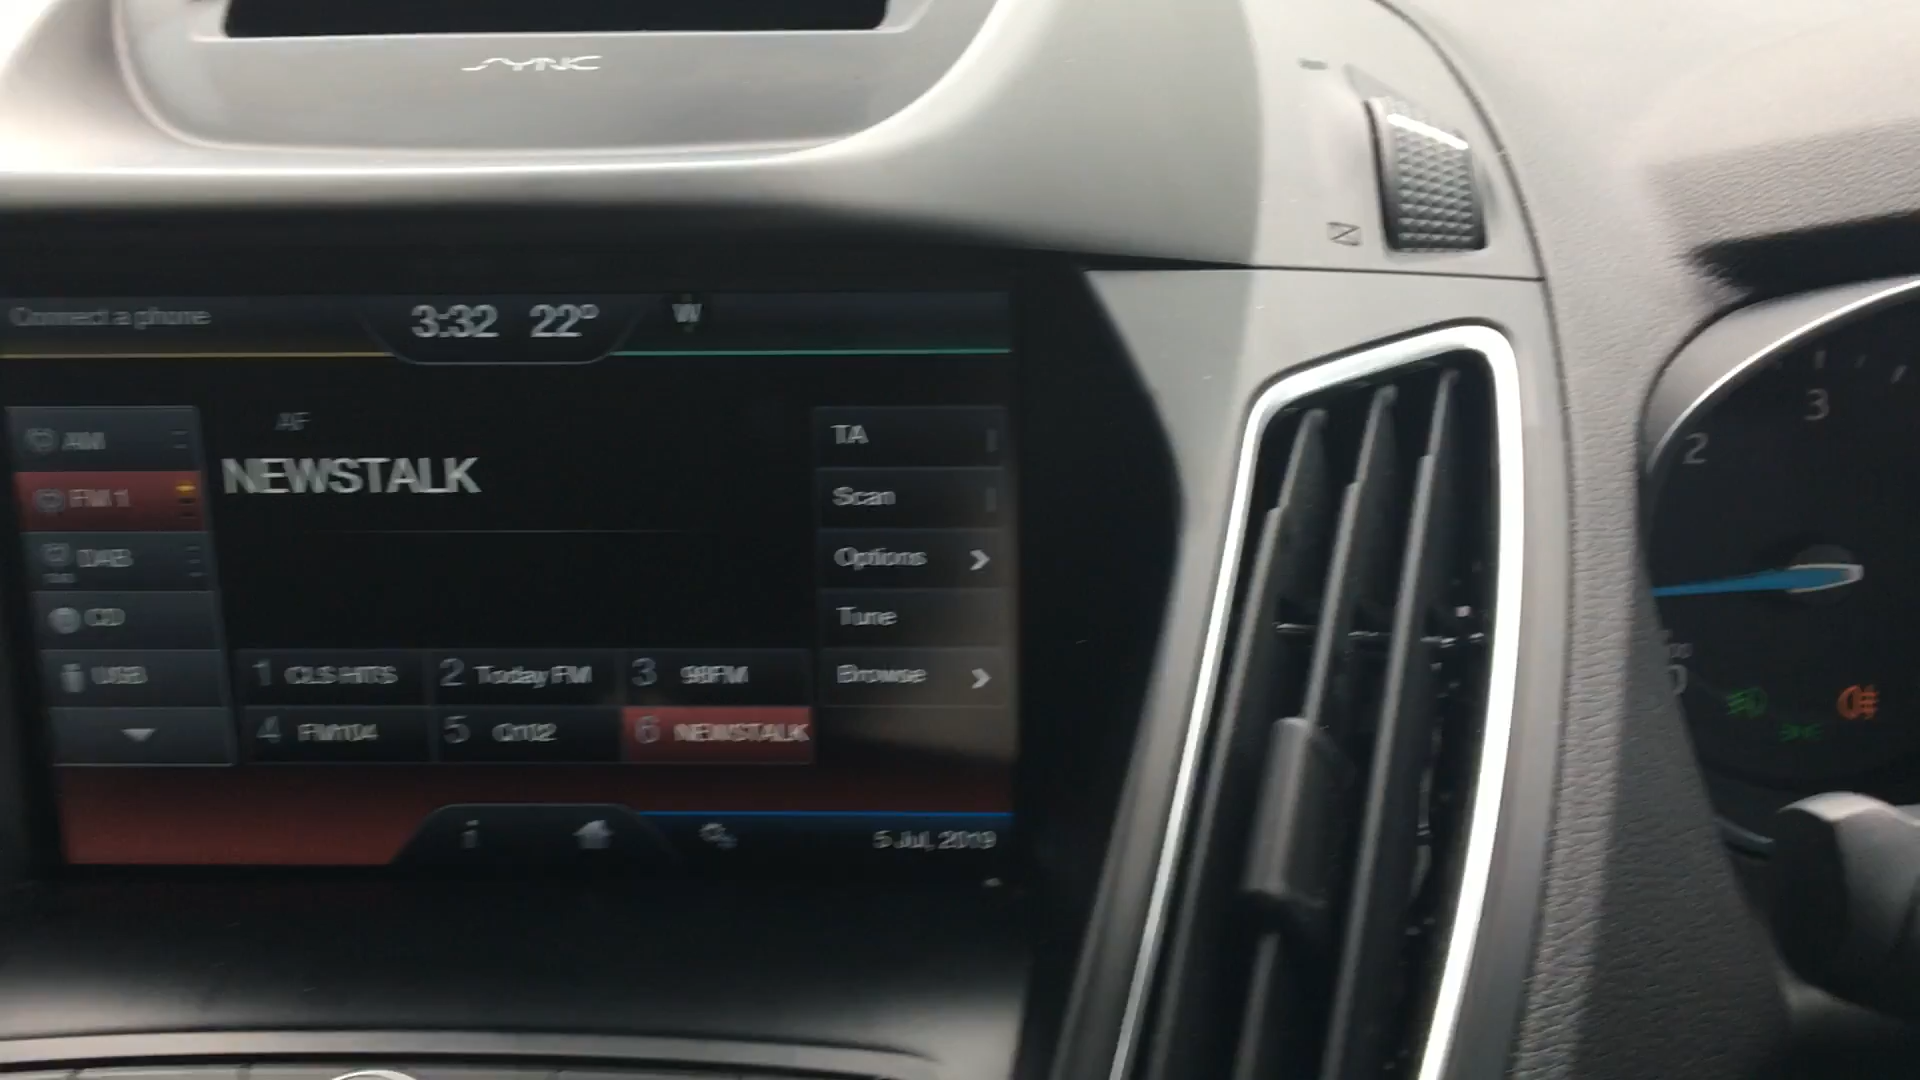 SYNC
Connect a phone
3:32 22° W
AF
NEWSTALK
AM
FM 1
DAB
CD
USB
TA
Scan
Options
Tune
Browse
1 CLS HITS
2 Today FM
3 98FM
4 FM104
5 Q102
6 NEWSTALK
i
5 Jul, 2019
2
3